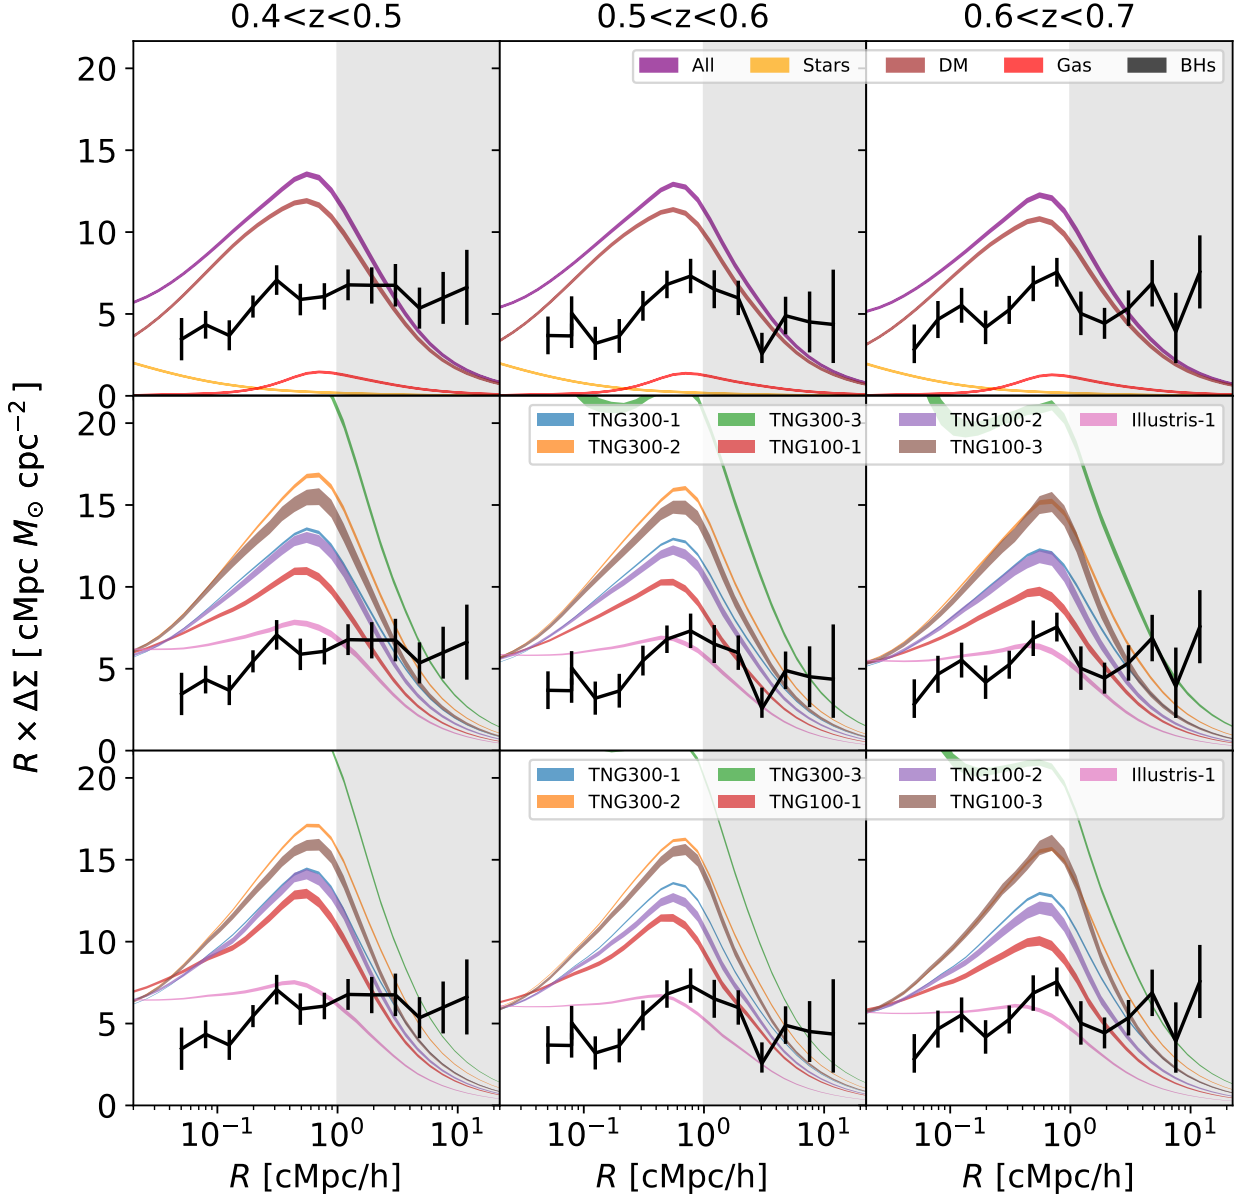 0.4<z<0.5 0.5<z<0.6 0.6<z<0.7
All Stars DM Gas BHs
20
15
10
5
0
TNG300-1 TNG300-3 TNG100-2 Illustris-1
TNG300-2 TNG100-1 TNG100-3
20
15
10
5
0
TNG300-1 TNG300-3 TNG100-2 Illustris-1
TNG300-2 TNG100-1 TNG100-3
20
15
10
5
0
R × ΔΣ [cMpc M⊙ cpc⁻²]
10⁻¹ 10⁰ 10¹ 10⁻¹ 10⁰ 10¹ 10⁻¹ 10⁰ 10¹
R [cMpc/h] R [cMpc/h] R [cMpc/h]